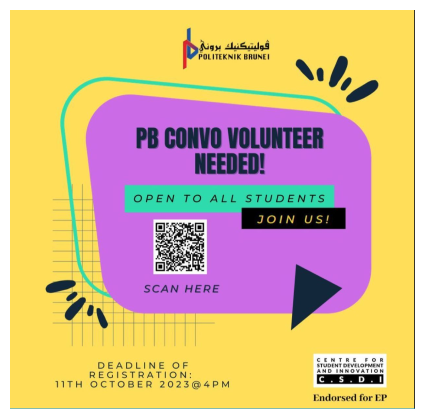 ڤوليتيكنيك بروني
POLITEKNIK BRUNEI
PB CONVO VOLUNTEER
NEEDED!
OPEN TO ALL STUDENTS
JOIN US!
SCAN HERE
DEADLINE OF
REGISTRATION:
11TH OCTOBER 2023@4PM
CENTRE FOR
STUDENT DEVELOPMENT
AND INNOVATION
C.S.D.I
Endorsed for EP